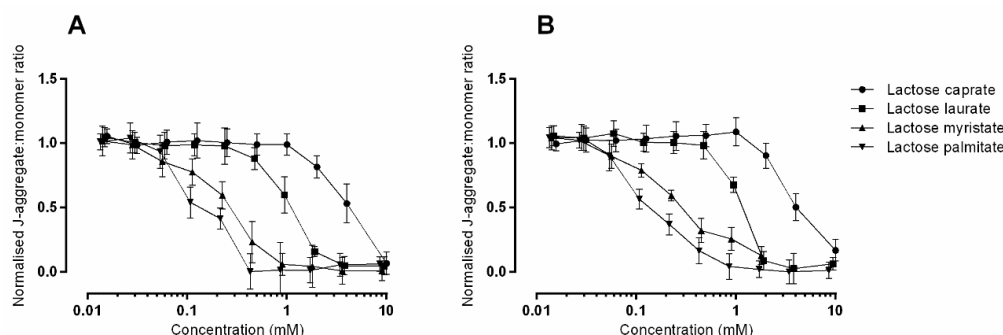 A
Normalised J-aggregate:monomer ratio
1.5
1.0
0.5
0.0
0.01
0.1
1
10
Concentration (mM)
B
Normalised J-aggregate:monomer ratio
1.5
1.0
0.5
0.0
0.01
0.1
1
10
Concentration (mM)
Lactose caprate
Lactose laurate
Lactose myristate
Lactose palmitate